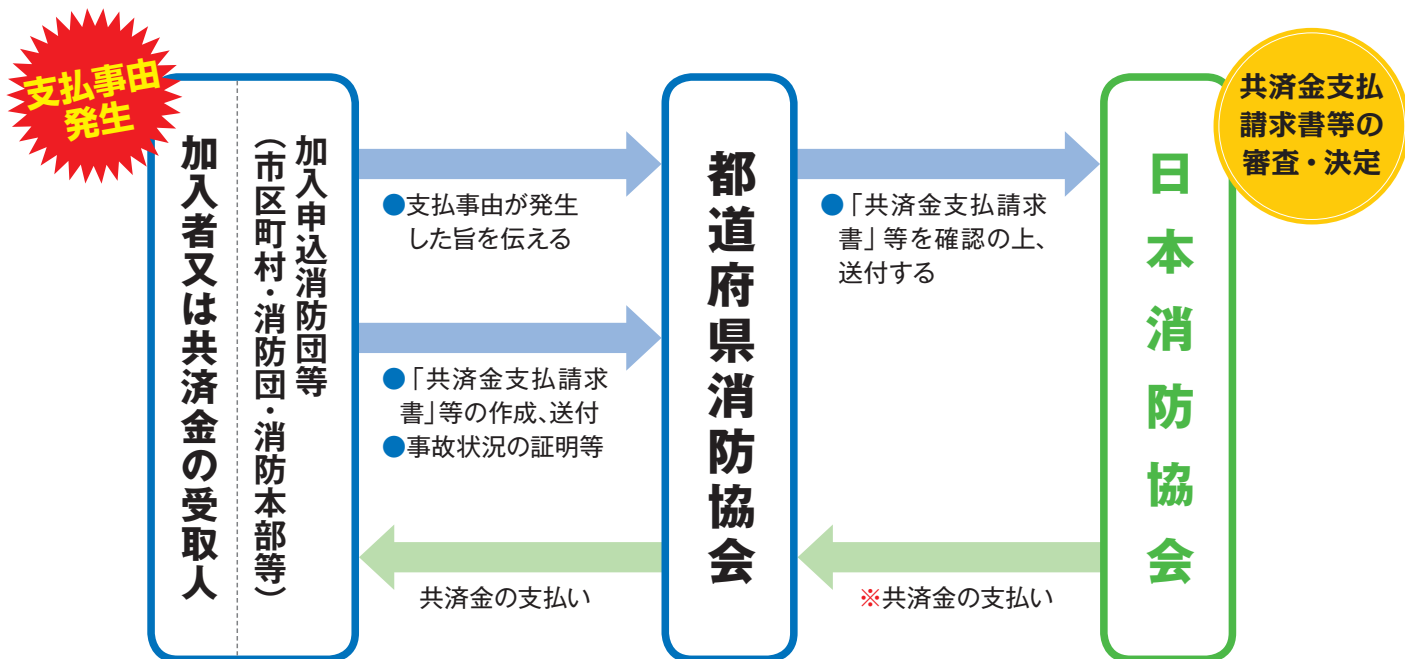 支払事由
発生
加入者又は共済金の受取人
加入申込消防団等
（市区町村・消防団・消防本部等）
●支払事由が発生
した旨を伝える
●「共済金支払請求
書」等の作成、送付
●事故状況の証明等
共済金の支払い
都道府県消防協会
●「共済金支払請求
書」等を確認の上、
送付する
※共済金の支払い
日本消防協会
共済金支払
請求書等の
審査・決定